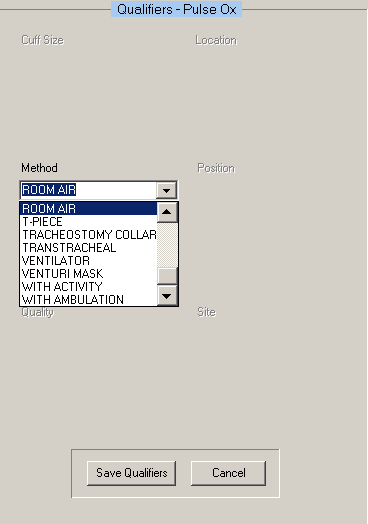 Qualifiers - Pulse Ox
Cuff Size
Location
Method
Position
ROOM AIR
ROOM AIR
T-PIECE
TRACHEOSTOMY COLLAR
TRANSTRACHEAL
VENTILATOR
VENTURI MASK
WITH ACTIVITY
WITH AMBULATION
Quality
Site
Save Qualifiers
Cancel